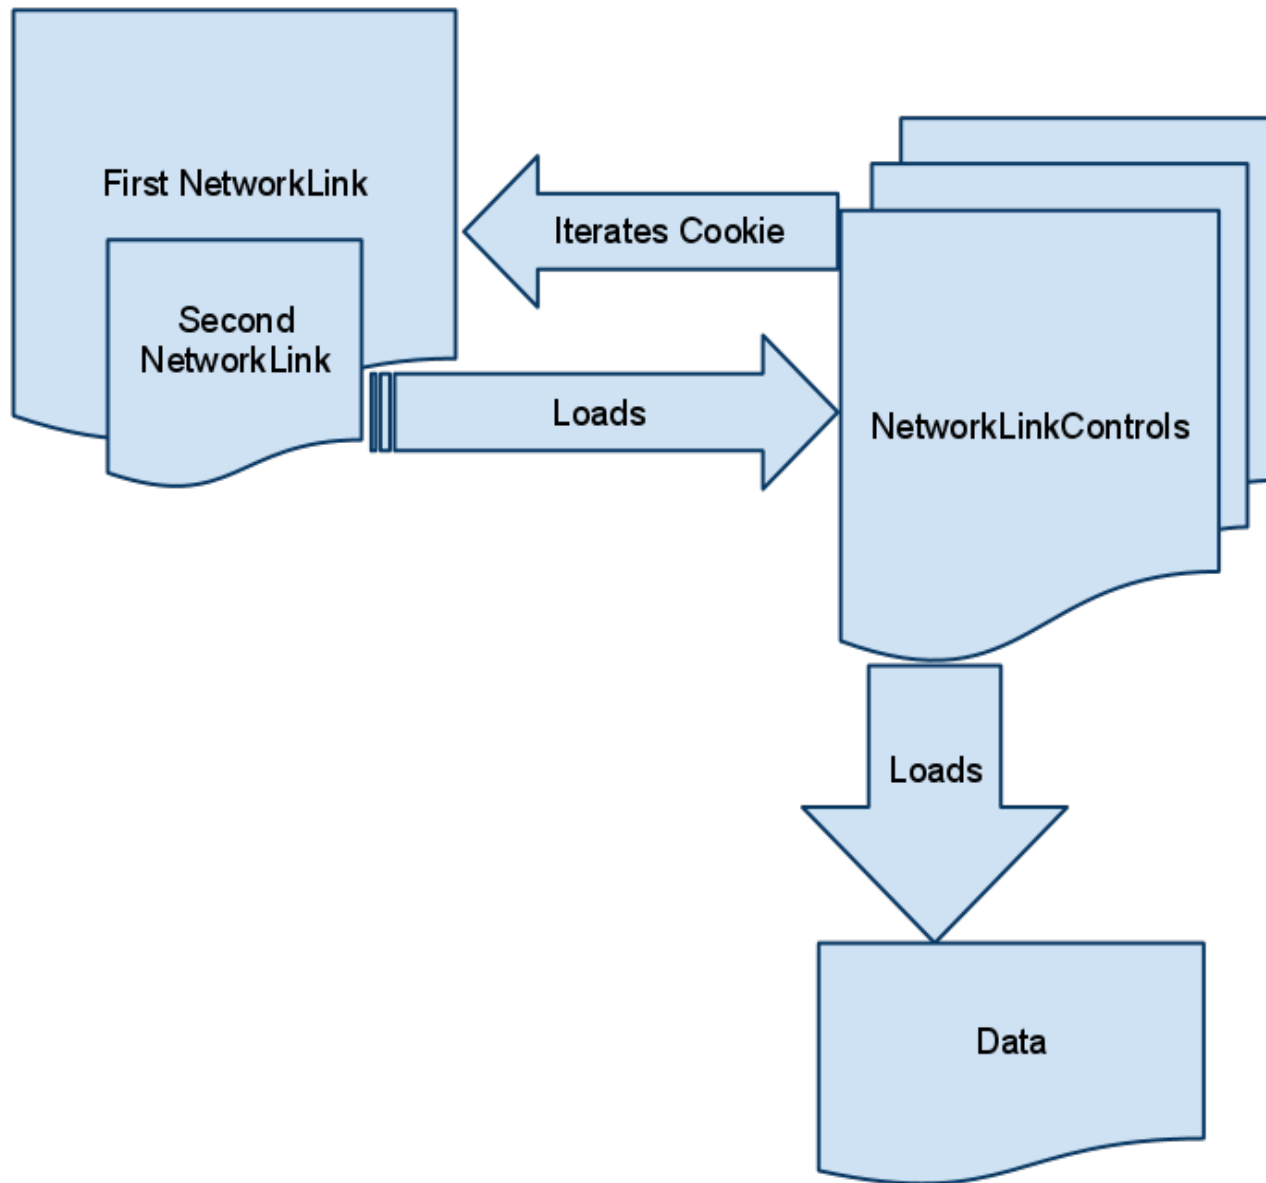 First NetworkLink
Iterates Cookie
Second
NetworkLink
Loads
NetworkLinkControls
Loads
Data